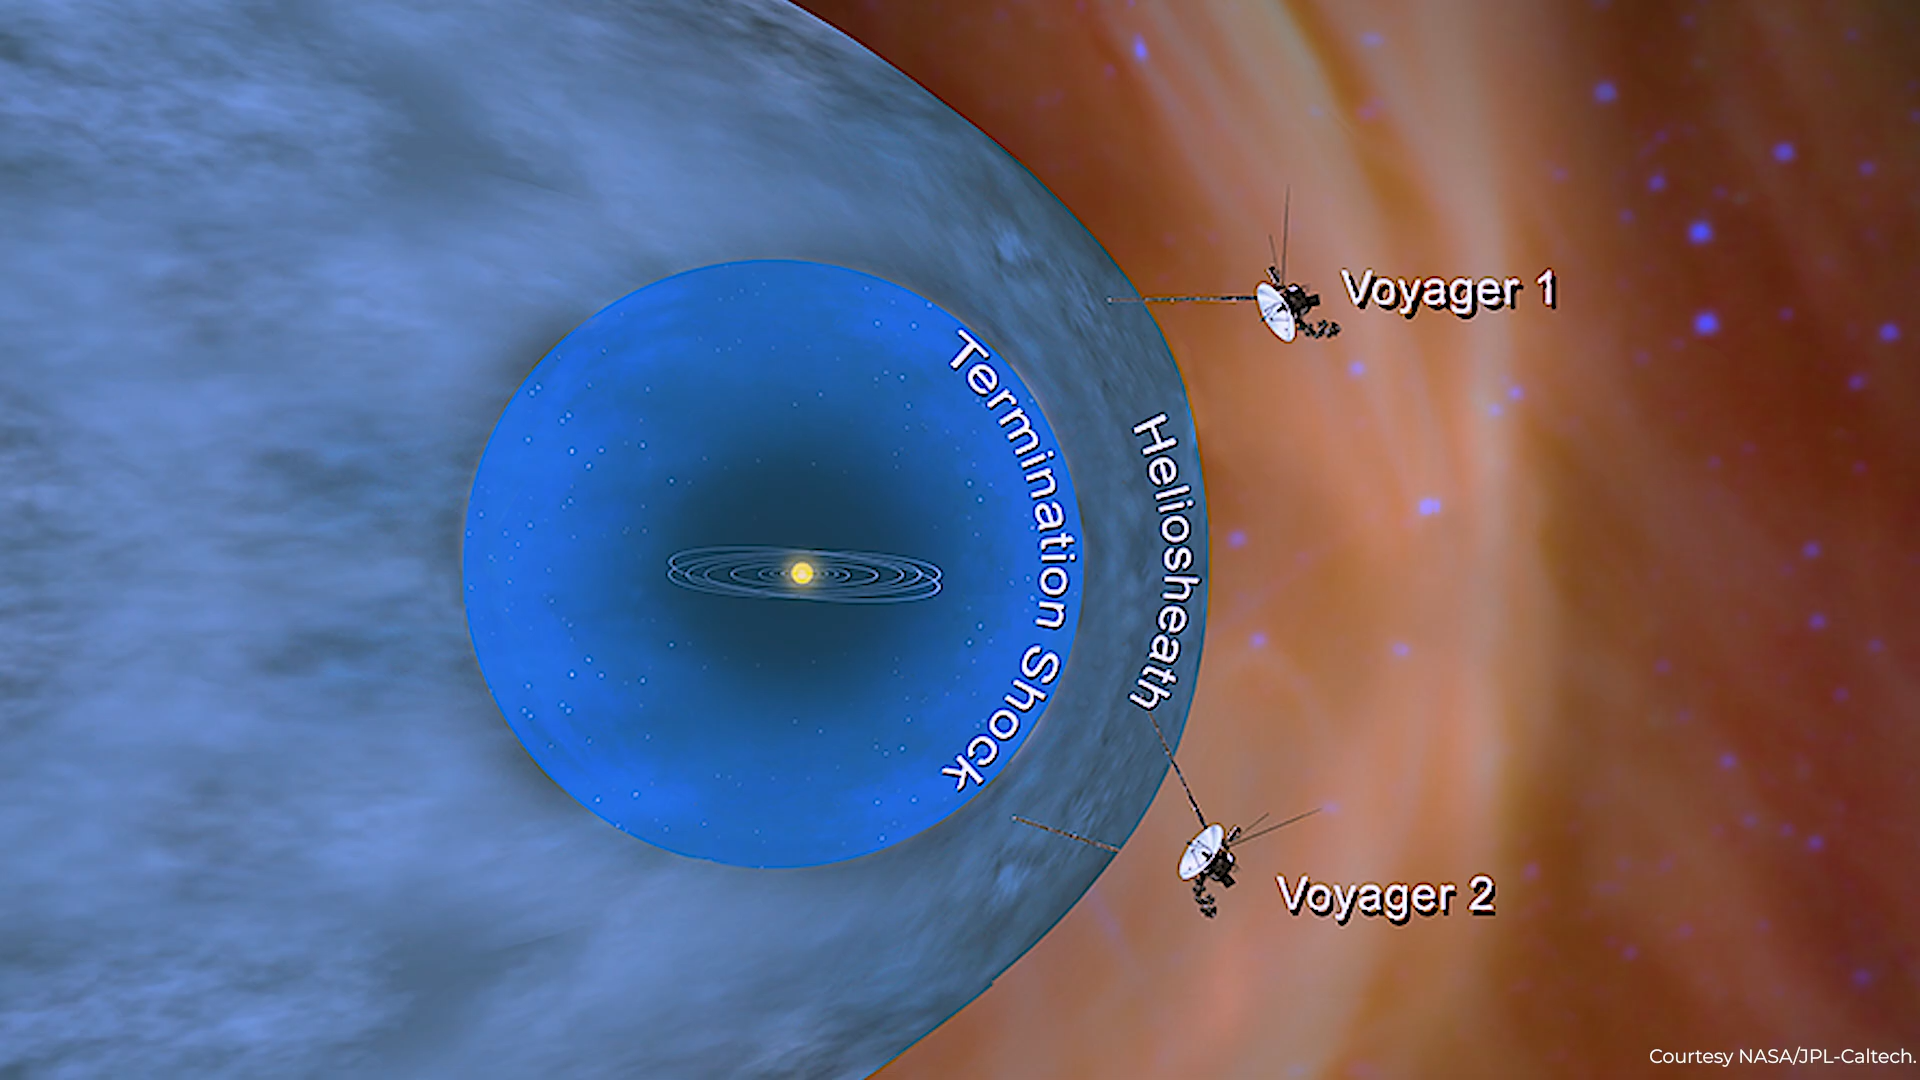 Voyager 1
Termination Shock
Heliosheath
Voyager 2
Courtesy NASA/JPL-Caltech.